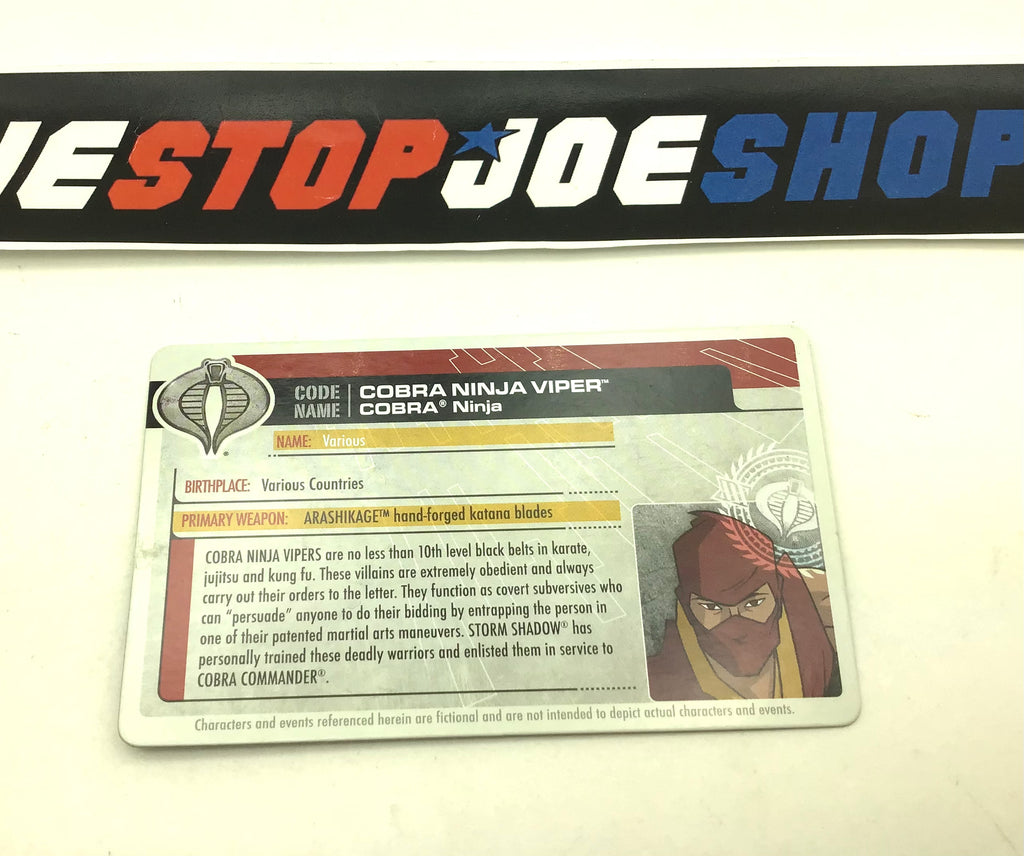 NESTOP★JOESHOP
CODE NAME COBRA NINJA VIPER™
COBRA® Ninja
NAME: Various
BIRTHPLACE: Various Countries
PRIMARY WEAPON: ARASHIKAGE™ hand-forged katana blades
COBRA NINJA VIPERS are no less than 10th level black belts in karate,
jujitsu and kung fu. These villains are extremely obedient and always
carry out their orders to the letter. They function as covert subversives who
can "persuade" anyone to do their bidding by entrapping the person in
one of their patented martial arts maneuvers. STORM SHADOW® has
personally trained these deadly warriors and enlisted them in service to
COBRA COMMANDER®.
Characters and events referenced herein are fictional and are not intended to depict actual characters and events.